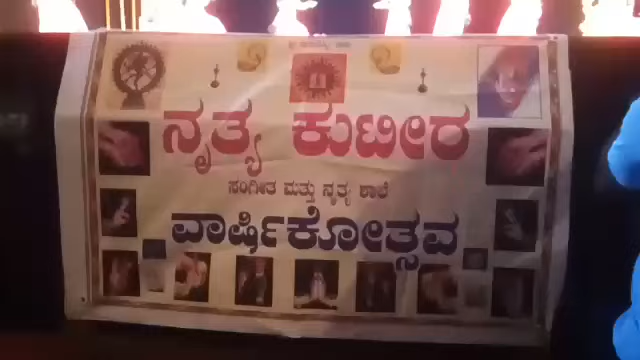 ನೃತ್ಯ ಕುಟೀರ
ಸಂಗೀತ ಮತ್ತು ನೃತ್ಯ ಶಾಲೆ
ವಾರ್ಷಿಕೋತ್ಸವ